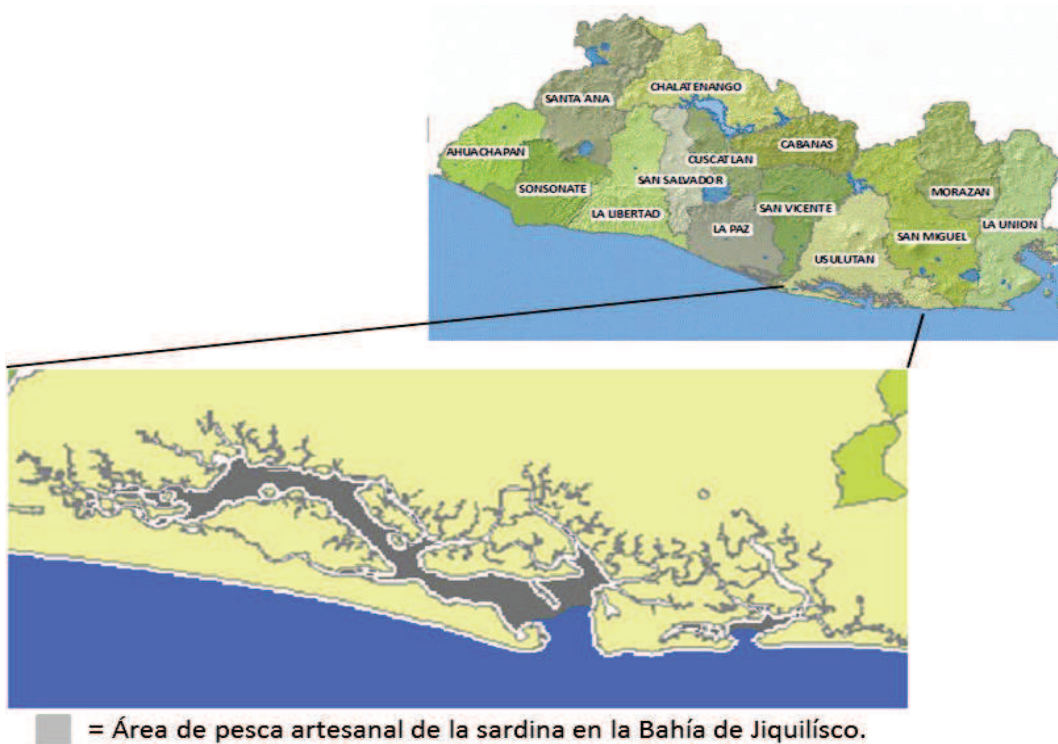 CHALATENANGO
SANTA ANA
CABANAS
AHUACHAPAN
CUSCATLAN
SAN SALVADOR
SONSONATE
MORAZAN
LA LIBERTAD
SAN VICENTE
LA UNION
LA PAZ
SAN MIGUEL
USULUTAN
= Área de pesca artesanal de la sardina en la Bahía de Jiquilísco.